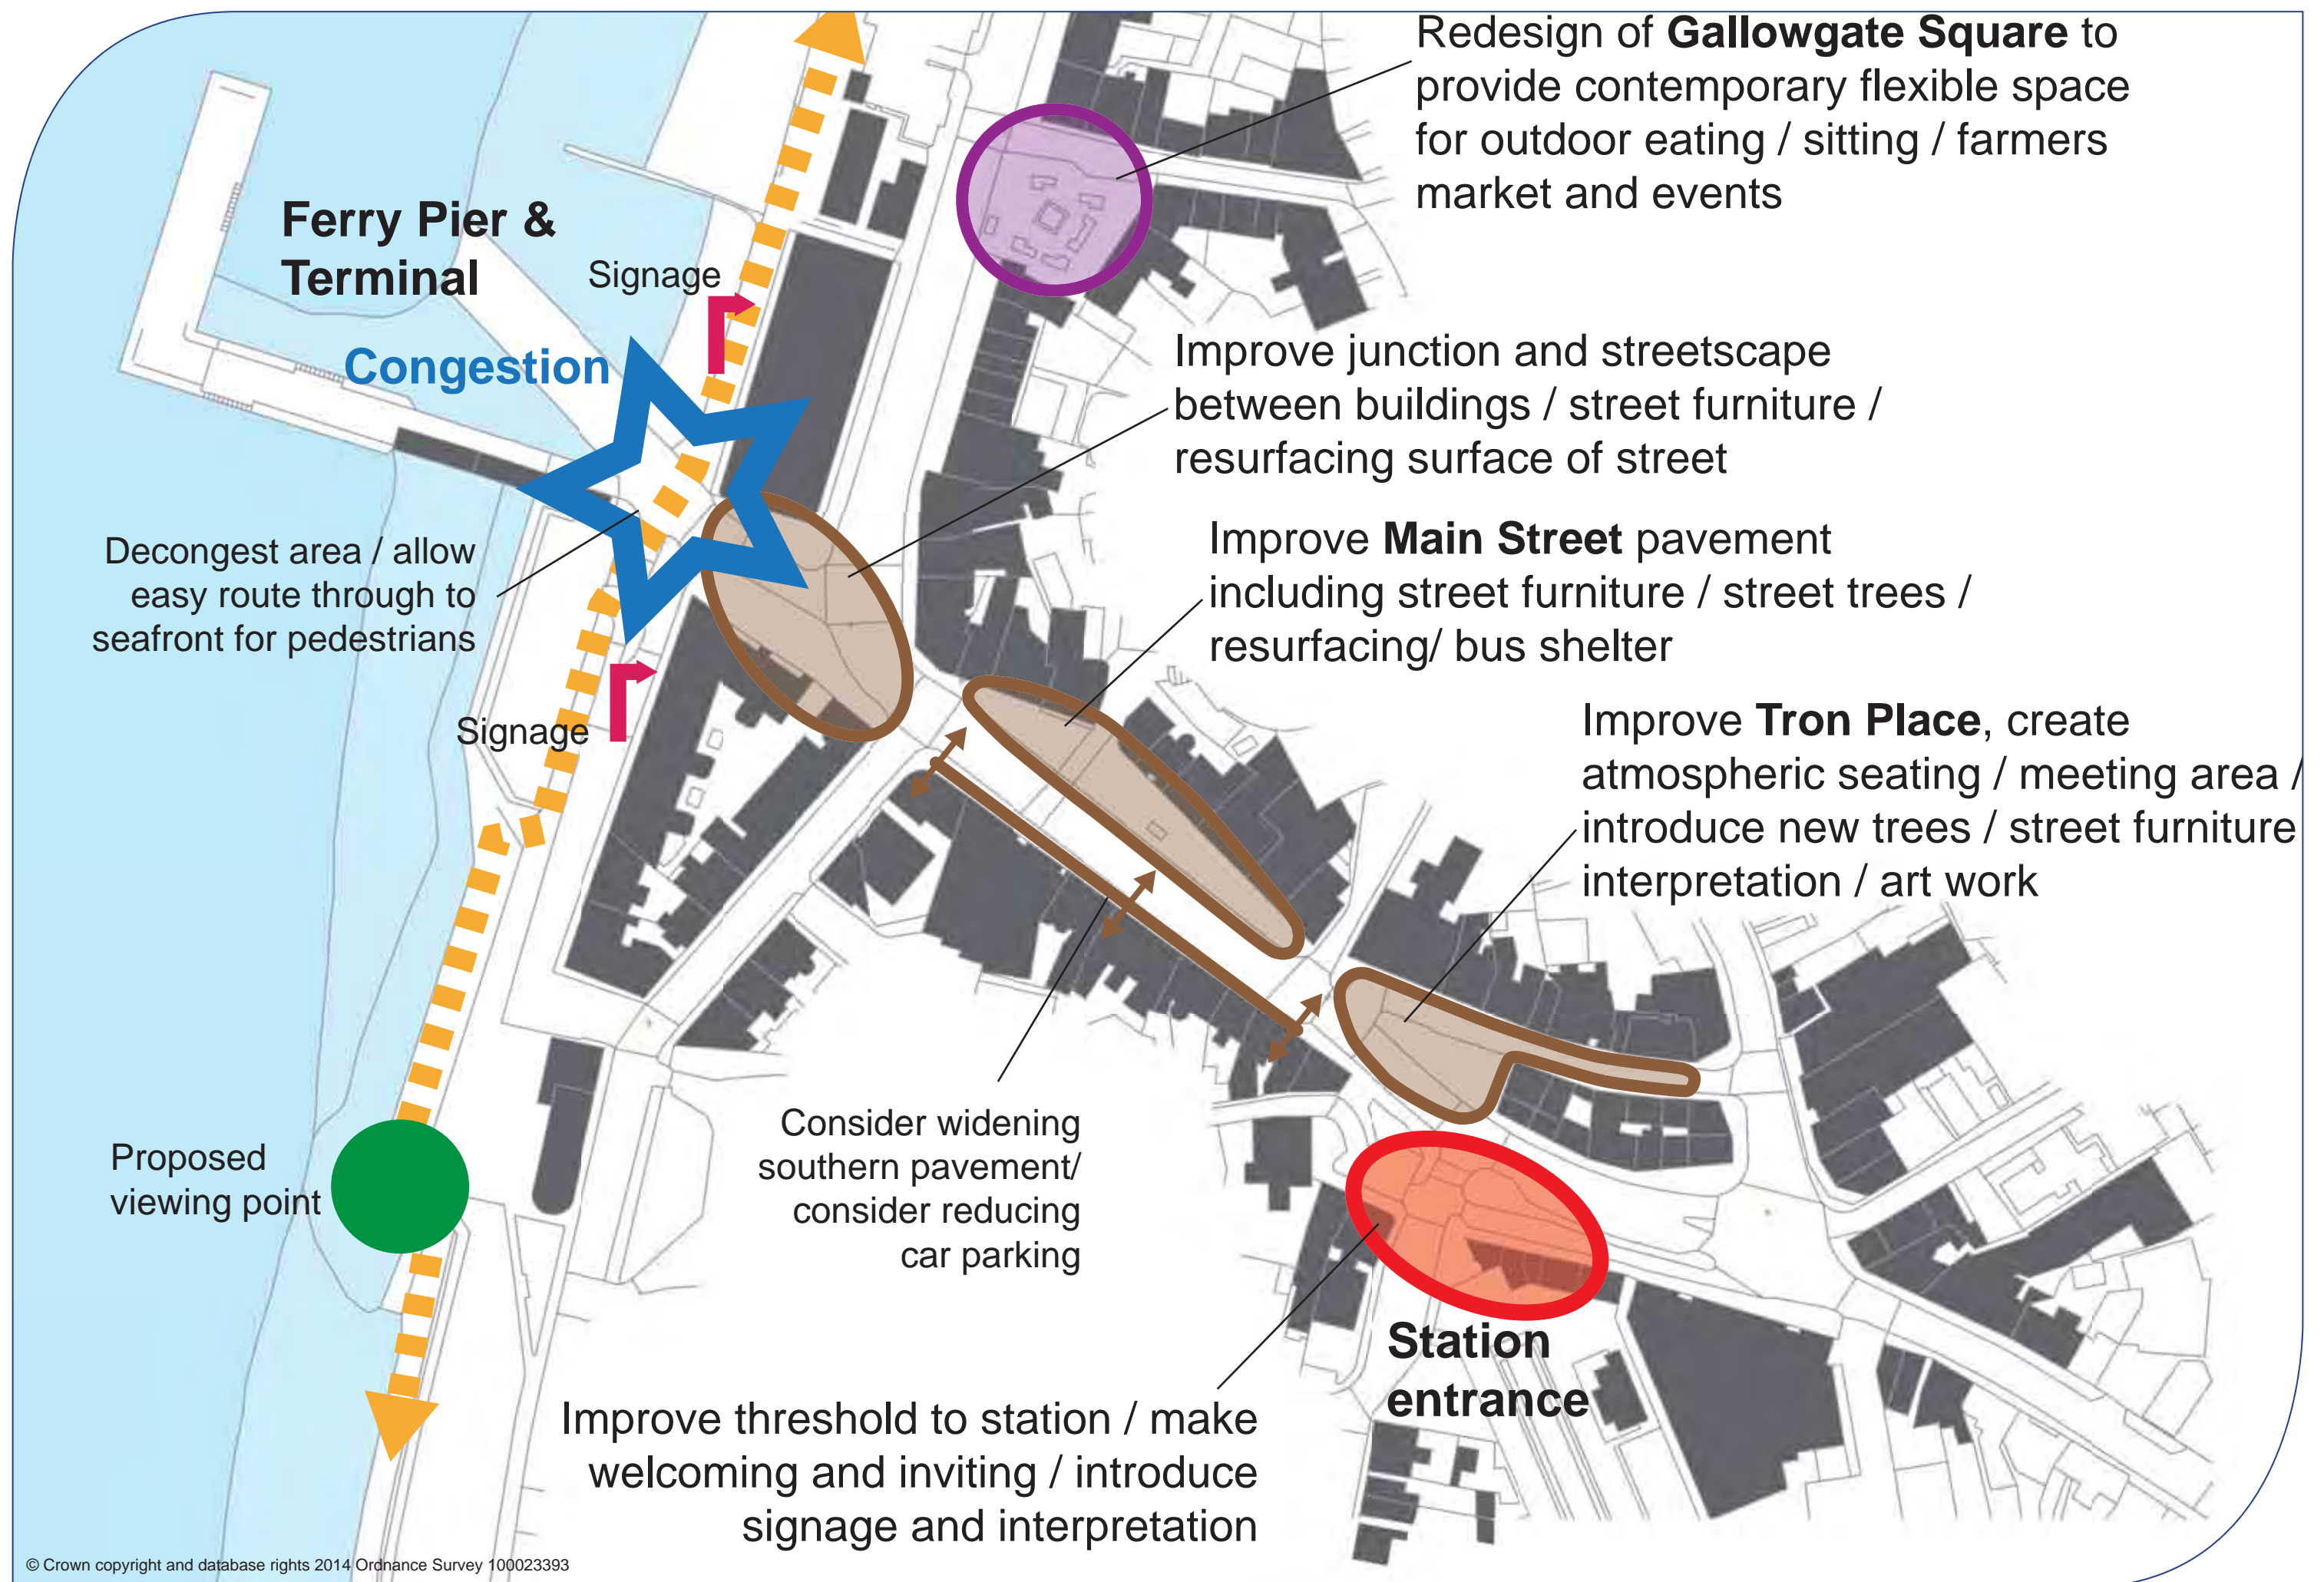 Redesign of Gallowgate Square to
provide contemporary flexible space
for outdoor eating / sitting / farmers
market and events
Ferry Pier &
Terminal
Signage
Congestion
Improve junction and streetscape
between buildings / street furniture /
resurfacing surface of street
Decongest area / allow
easy route through to
seafront for pedestrians
Improve Main Street pavement
including street furniture / street trees /
resurfacing/ bus shelter
Signage
Improve Tron Place, create
atmospheric seating / meeting area /
introduce new trees / street furniture
interpretation / art work
Consider widening
southern pavement/
consider reducing
car parking
Proposed
viewing point
Station
entrance
Improve threshold to station / make
welcoming and inviting / introduce
signage and interpretation
© Crown copyright and database rights 2014 Ordnance Survey 100023393